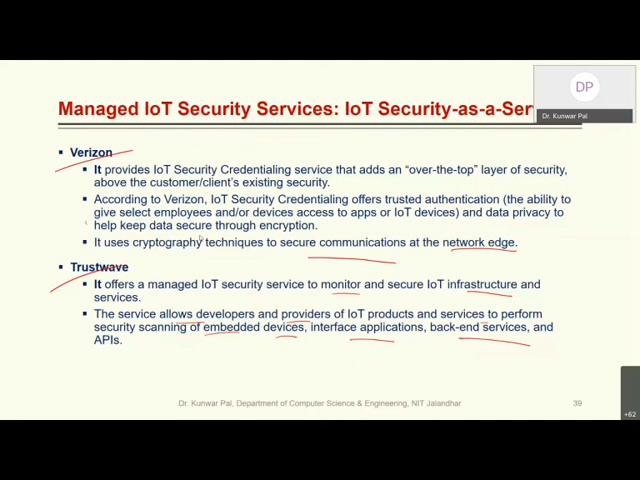 DP
Managed IoT Security Services: IoT Security-as-a-Ser
Dr. Kunwar Pal
▪ Verizon
▪ It provides IoT Security Credentialing service that adds an “over-the-top” layer of security,
above the customer/client’s existing security.
▪ According to Verizon, IoT Security Credentialing offers trusted authentication (the ability to
give select employees and/or devices access to apps or IoT devices) and data privacy to
help keep data secure through encryption.
▪ It uses cryptography techniques to secure communications at the network edge.
▪ Trustwave
▪ It offers a managed IoT security service to monitor and secure IoT infrastructure and
services.
▪ The service allows developers and providers of IoT products and services to perform
security scanning of embedded devices, interface applications, back-end services, and
APIs.
Dr. Kunwar Pal, Department of Computer Science & Engineering, NIT Jalandhar
39
+62